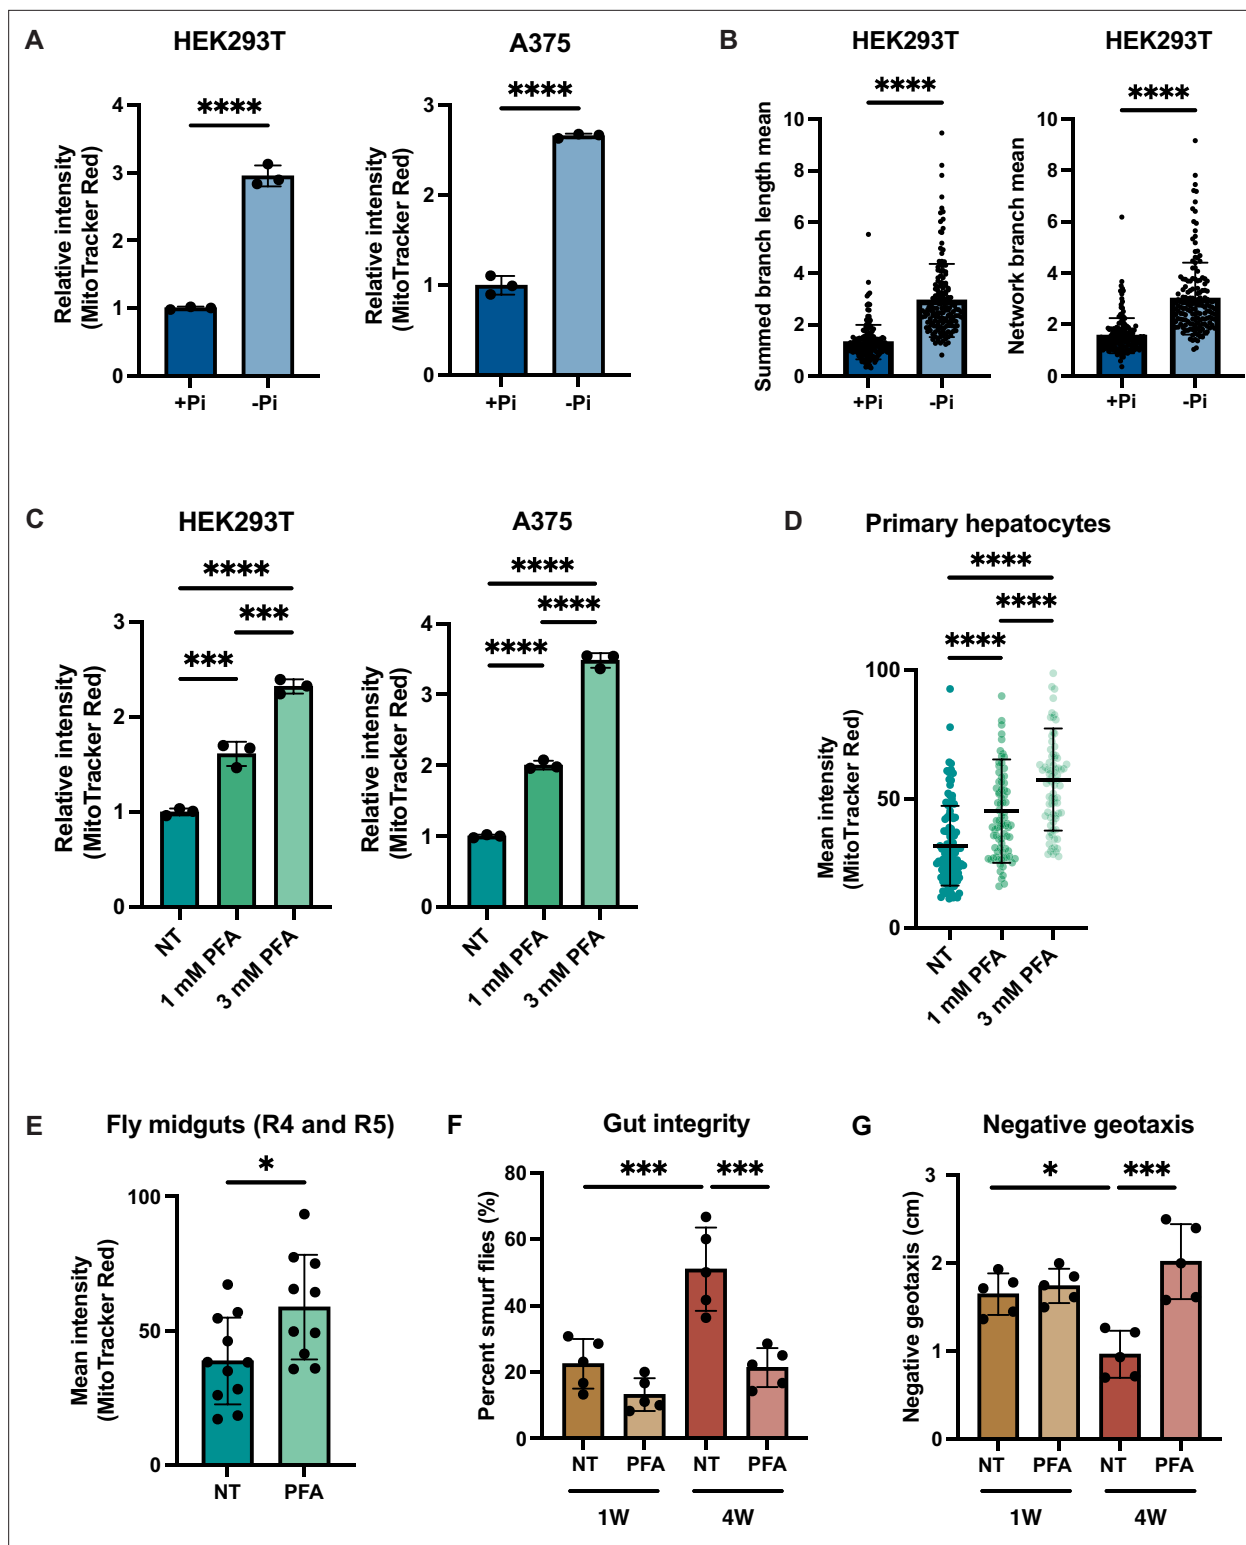 A
HEK293T
****
Relative intensity
(MitoTracker Red)
4
3
2
1
0
+Pi
-Pi
A375
****
Relative intensity
(MitoTracker Red)
3
2
1
0
+Pi
-Pi
B
HEK293T
****
Summed branch length mean
10
8
6
4
2
0
+Pi
-Pi
HEK293T
****
Network branch mean
10
8
6
4
2
0
+Pi
-Pi
C
HEK293T
****
***
***
Relative intensity
(MitoTracker Red)
3
2
1
0
NT
1 mM PFA
3 mM PFA
A375
****
****
****
Relative intensity
(MitoTracker Red)
4
3
2
1
0
NT
1 mM PFA
3 mM PFA
D
Primary hepatocytes
****
****
****
Mean intensity
(MitoTracker Red)
100
50
0
NT
1 mM PFA
3 mM PFA
E
Fly midguts (R4 and R5)
*
Mean intensity
(MitoTracker Red)
100
50
0
NT
PFA
F
Gut integrity
***
***
Percent smurf flies (%)
80
60
40
20
0
NT
PFA
NT
PFA
1W
4W
G
Negative geotaxis
*
***
Negative geotaxis (cm)
3
2
1
0
NT
PFA
NT
PFA
1W
4W